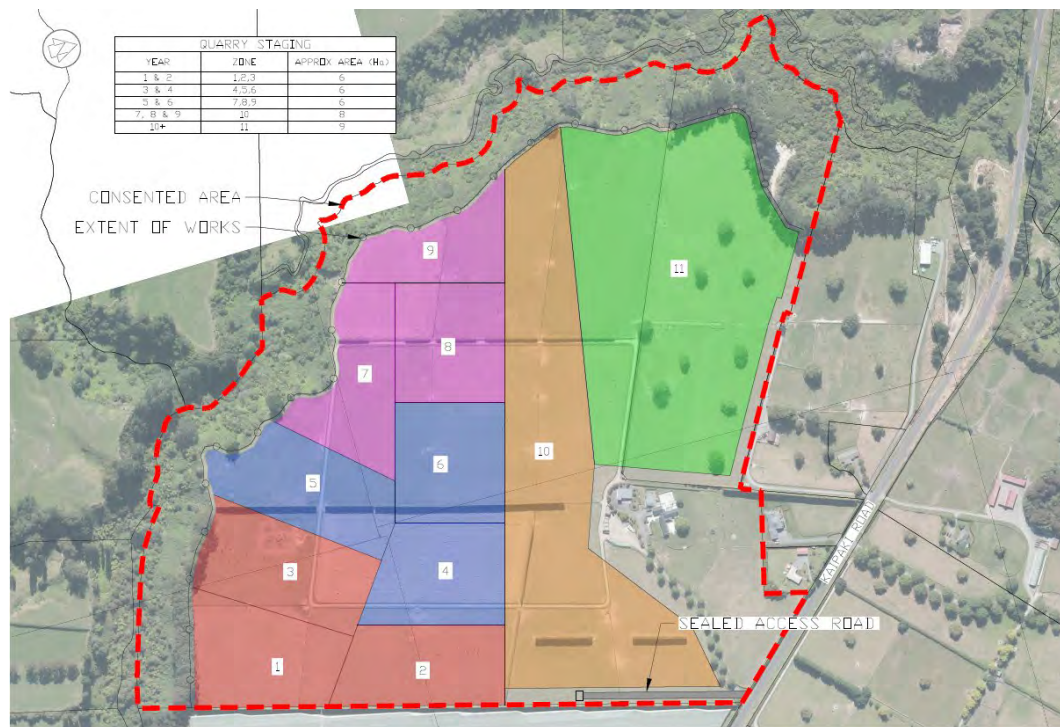 QUARRY STAGING
YEAR ZONE APPROX AREA (Ha)
1 & 2 1,2,3 6
3 & 4 4,5,6 6
5 & 6 7,8,9 6
7, 8 & 9 10 8
10+ 11 9
CONSENTED AREA
EXTENT OF WORKS
9
11
8
7
6
10
5
4
3
KAIPAKI ROAD
SEALED ACCESS ROAD
1
2